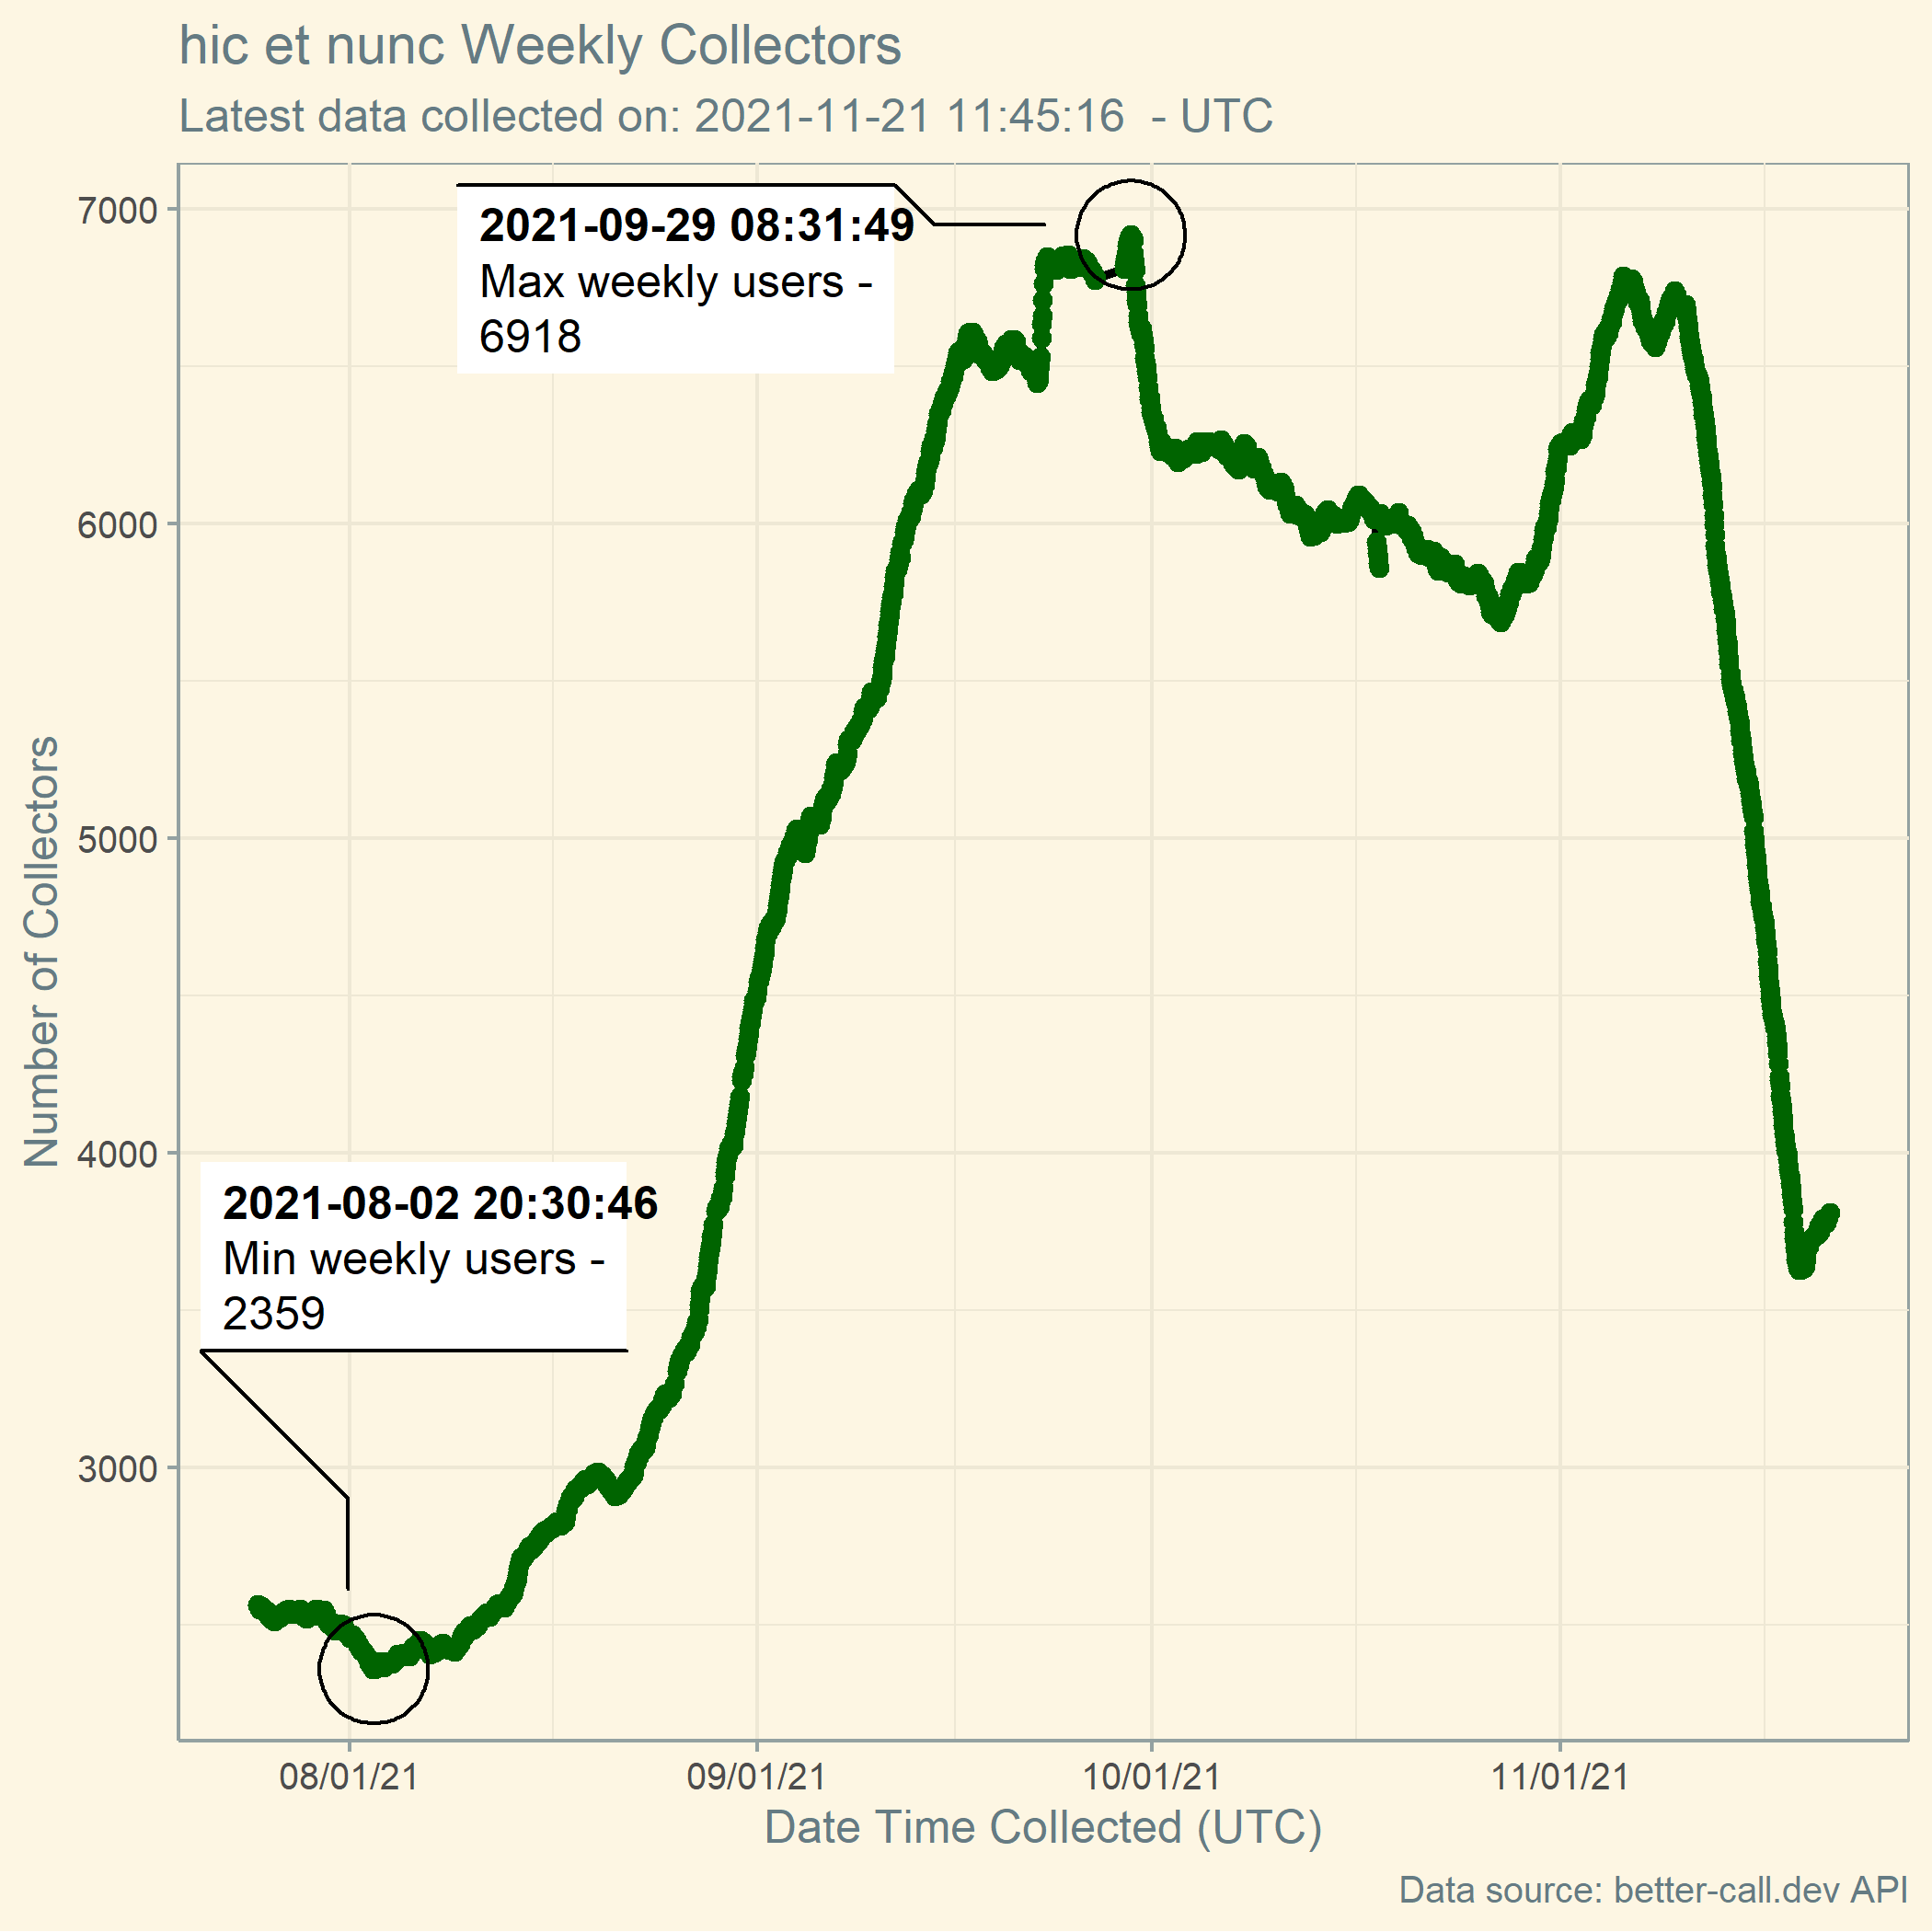 hic et nunc Weekly Collectors
Latest data collected on: 2021-11-21 11:45:16  - UTC
Number of Collectors
7000
6000
5000
4000
3000
2021-09-29 08:31:49
Max weekly users -
6918
2021-08-02 20:30:46
Min weekly users -
2359
08/01/21
09/01/21
10/01/21
11/01/21
Date Time Collected (UTC)
Data source: better-call.dev API